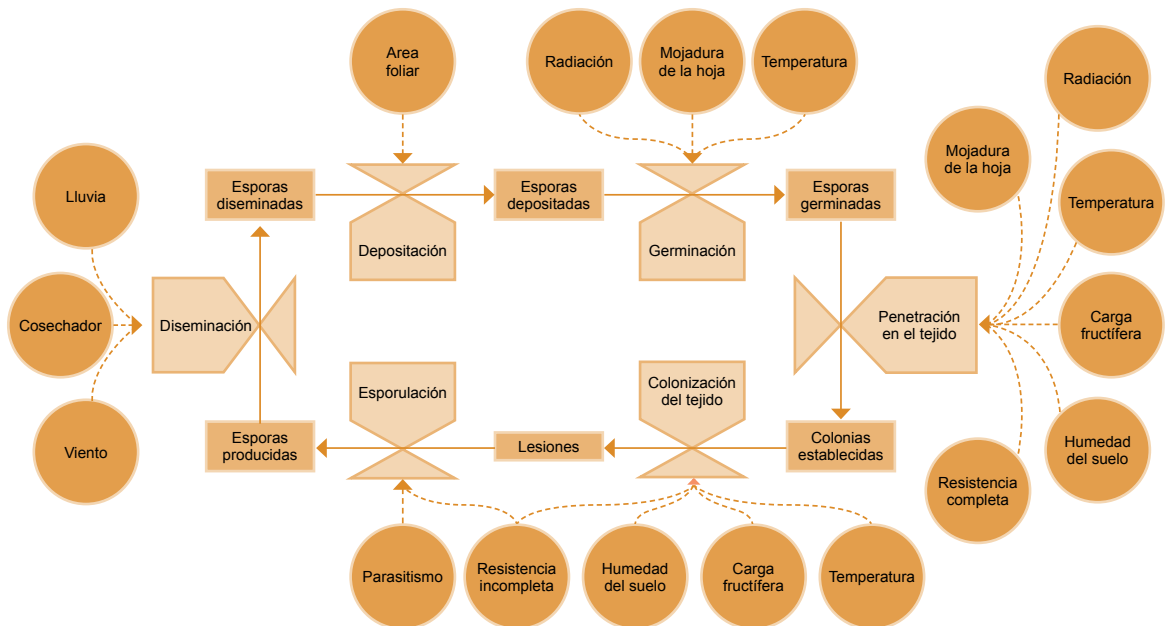 Area
foliar
Radiación
Mojadura
de la hoja
Temperatura
Radiación
Mojadura
de la hoja
Temperatura
Lluvia
Esporas
diseminadas
Esporas
depositadas
Esporas
germinadas
Depositación
Germinación
Cosechador
Diseminación
Penetración
en el tejido
Carga
fructífera
Esporulación
Colonización
del tejido
Viento
Esporas
producidas
Lesiones
Colonias
establecidas
Humedad
del suelo
Resistencia
completa
Parasitismo
Resistencia
incompleta
Humedad
del suelo
Carga
fructífera
Temperatura